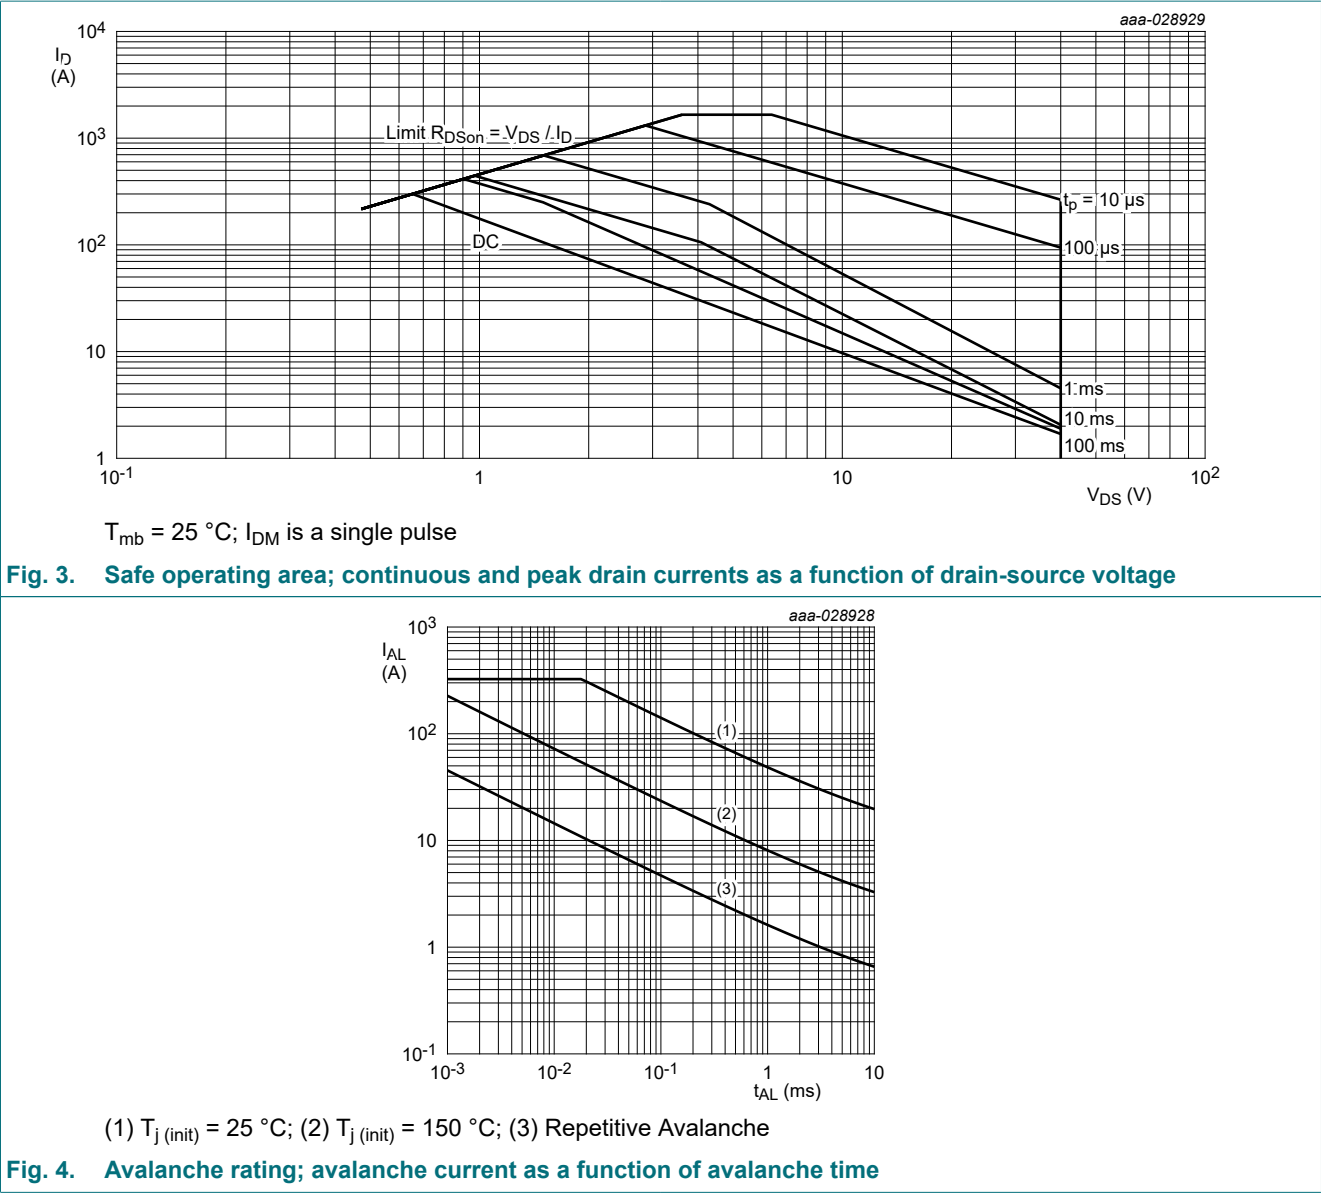 aaa-028929
10^4
I_D
(A)
10^3
Limit R_DSon = V_DS / I_D
t_p = 10 µs
10^2
DC
100 µs
10
1 ms
10 ms
100 ms
1
10^-1
1
10
10^2
V_DS (V)
T_mb = 25 °C; I_DM is a single pulse
Fig. 3. Safe operating area; continuous and peak drain currents as a function of drain-source voltage
aaa-028928
10^3
I_AL
(A)
10^2
(1)
(2)
10
(3)
1
10^-1
10^-3
10^-2
10^-1
1
10
t_AL (ms)
(1) T_j (init) = 25 °C; (2) T_j (init) = 150 °C; (3) Repetitive Avalanche
Fig. 4. Avalanche rating; avalanche current as a function of avalanche time